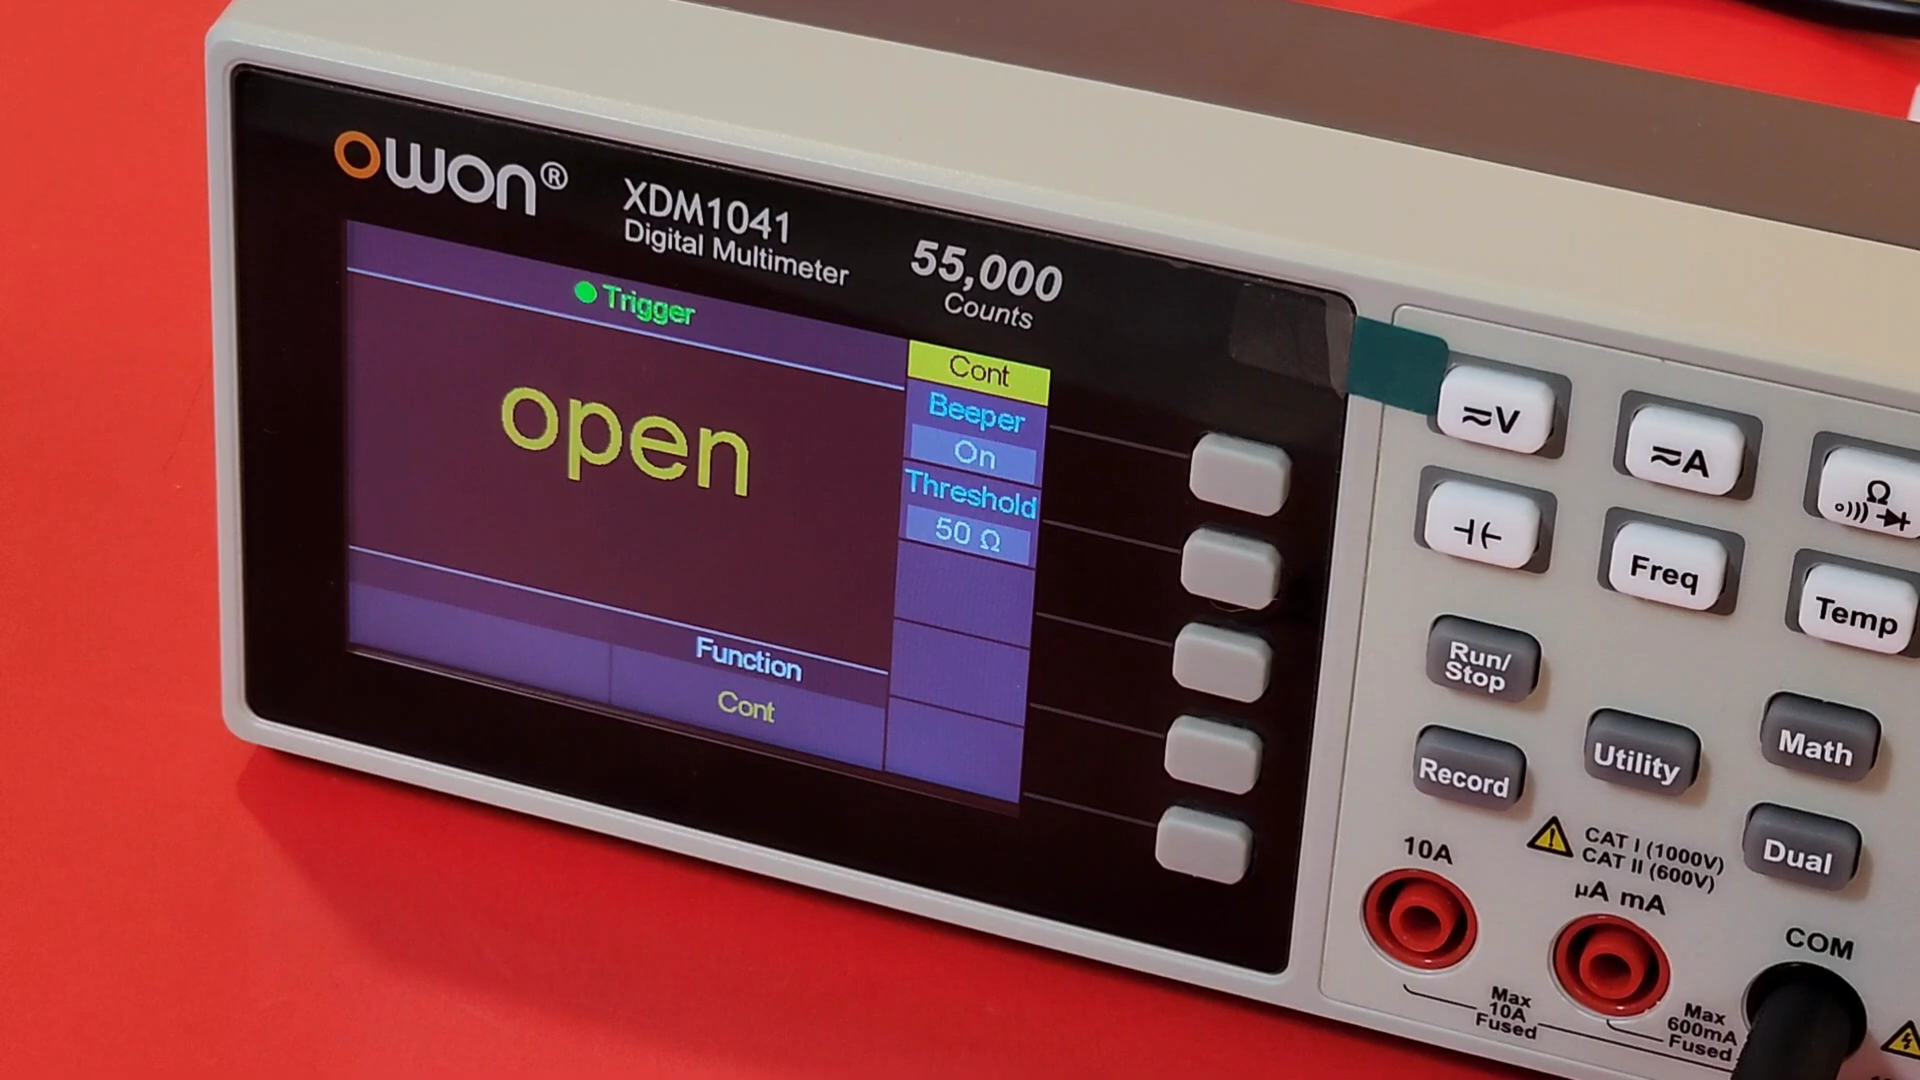 OWON®
XDM1041
Digital Multimeter
55,000
Counts
Trigger
open
Cont
Beeper
On
Threshold
50 Ω
Function
Cont
≂V
≂A
Ω
Freq
Temp
Run/
Stop
Record
Utility
Math
Dual
10A
CAT I (1000V)
CAT II (600V)
µA mA
COM
Max
10A
Fused
Max
600mA
Fused